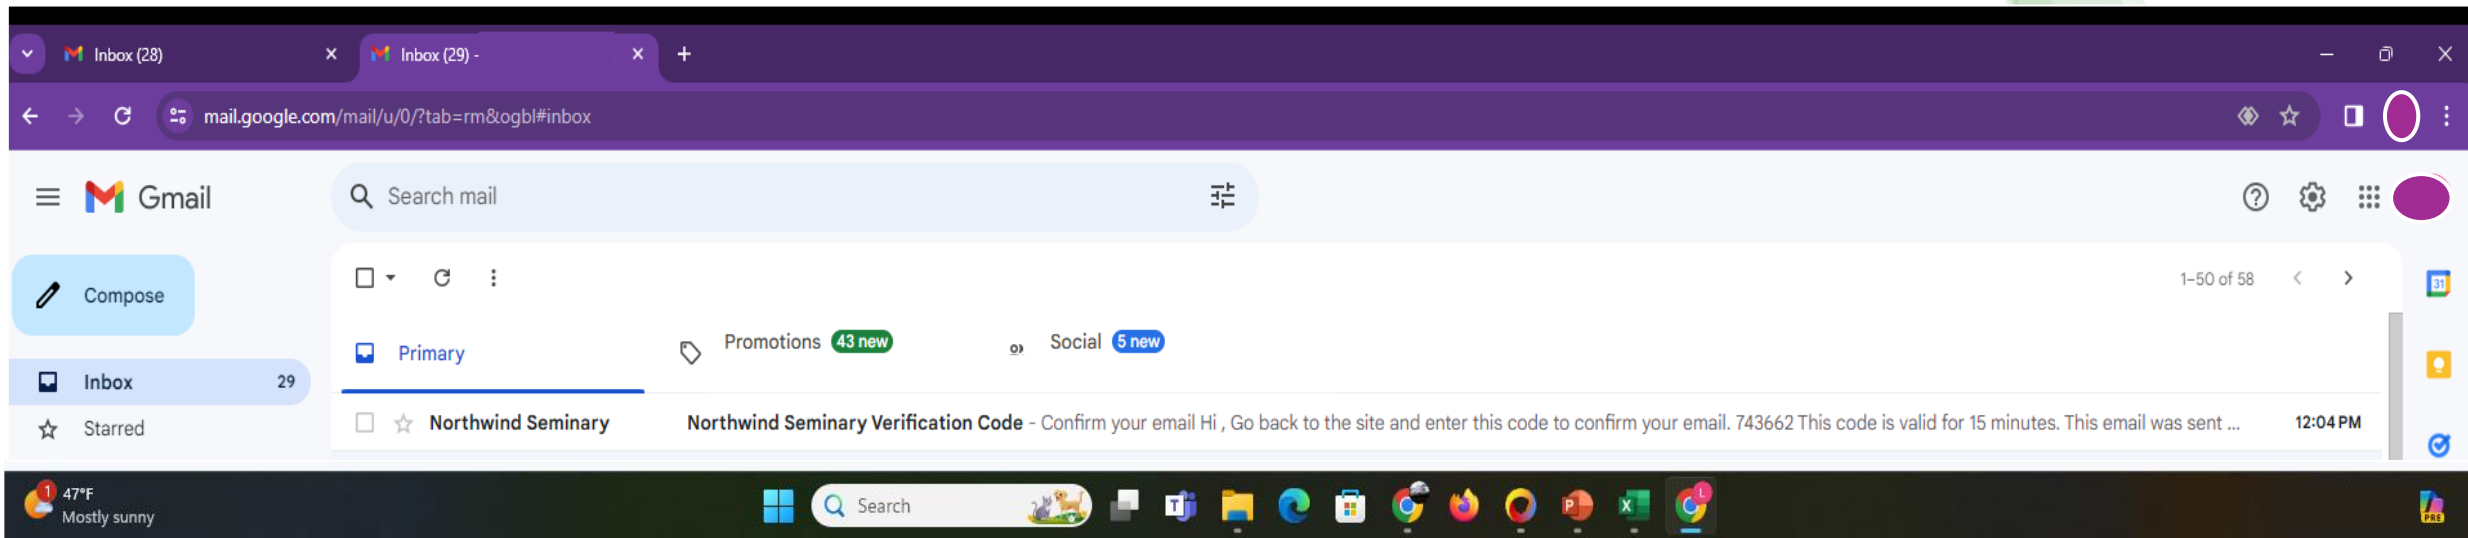 Inbox (28)
Inbox (29) -
mail.google.com/mail/u/0/?tab=rm&ogbl#inbox
Gmail
Search mail
Compose
1–50 of 58
31
Primary
Promotions 43 new
Social 5 new
Inbox 29
Starred
Northwind Seminary Northwind Seminary Verification Code - Confirm your email Hi , Go back to the site and enter this code to confirm your email. 743662 This code is valid for 15 minutes. This email was sent ... 12:04 PM
1
47°F
Mostly sunny
Search
L
PRE